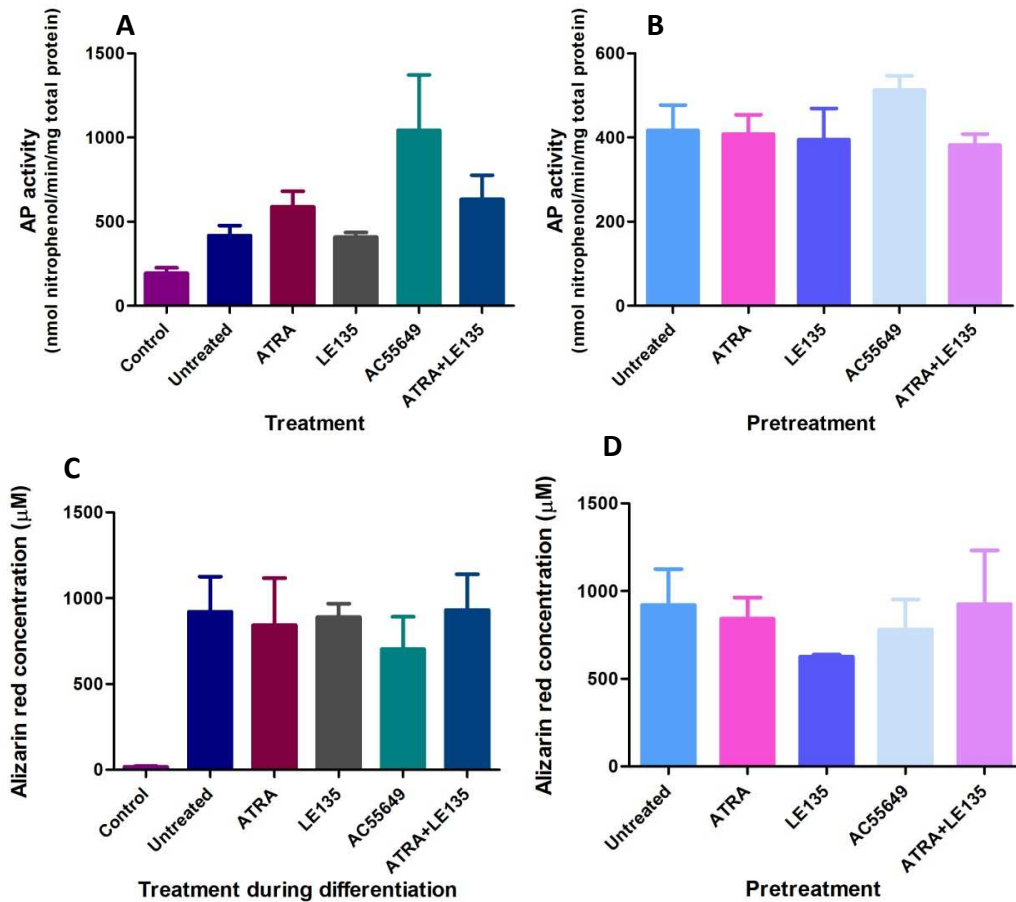 A
AP activity
(nmol nitrophenol/min/mg total protein)
1500
1000
500
0
Control
Untreated
ATRA
LE135
AC55649
ATRA+LE135
Treatment
B
AP activity
(nmol nitrophenol/min/mg total protein)
600
400
200
0
Untreated
ATRA
LE135
AC55649
ATRA+LE135
Pretreatment
C
Alizarin red concentration (μM)
1500
1000
500
0
Control
Untreated
ATRA
LE135
AC55649
ATRA+LE135
Treatment during differentiation
D
Alizarin red concentration (μM)
1500
1000
500
0
Untreated
ATRA
LE135
AC55649
ATRA+LE135
Pretreatment